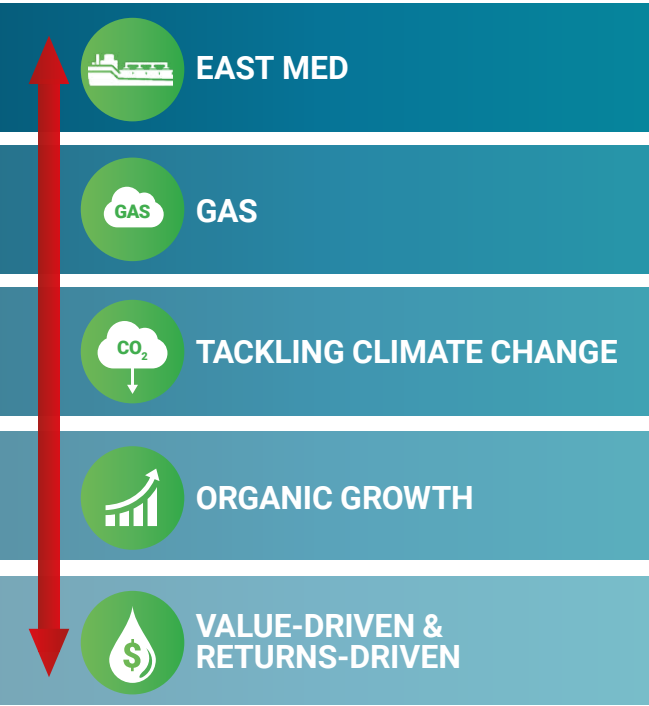 EAST MED
GAS
GAS
CO₂
TACKLING CLIMATE CHANGE
ORGANIC GROWTH
$
VALUE-DRIVEN &
RETURNS-DRIVEN